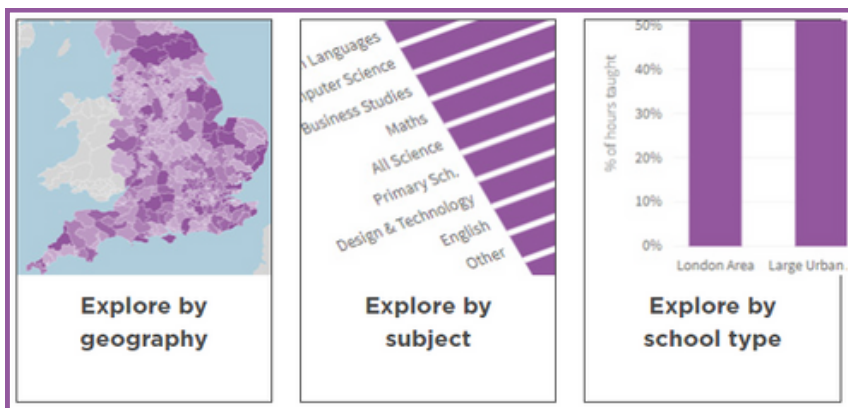 n Languages
nputer Science
Business Studies
Maths
All Science
Primary Sch.
Design & Technology
English
Other
% of hours taught
50%
40%
30%
20%
10%
0%
London Area
Large Urban
Explore by
geography
Explore by
subject
Explore by
school type